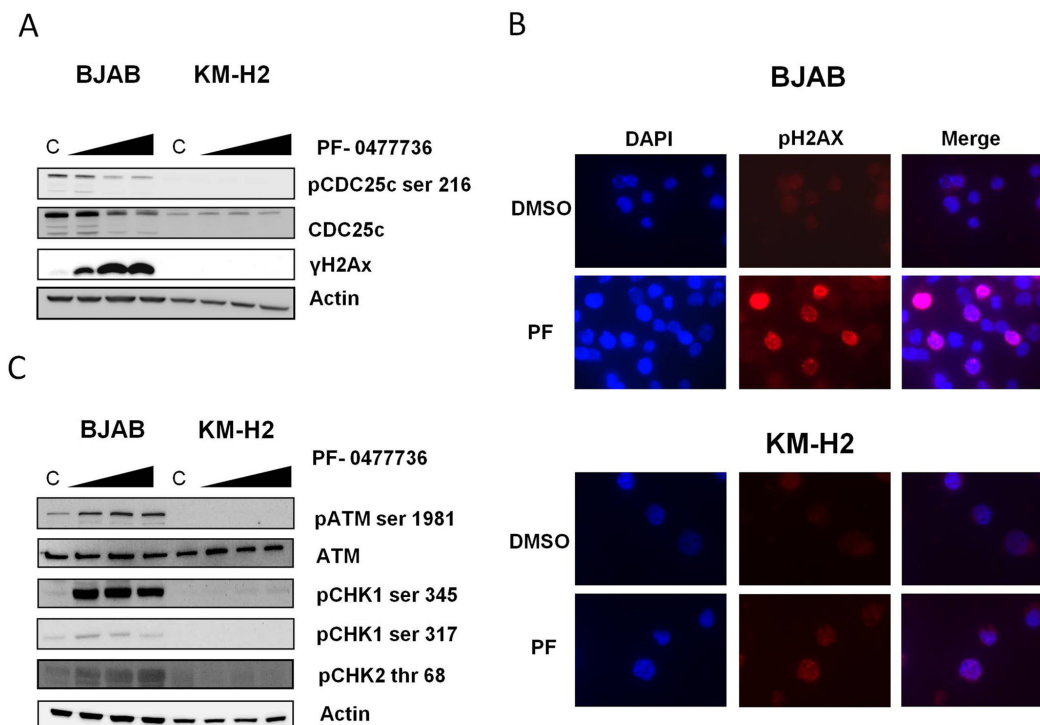 A
BJAB KM-H2
C C PF- 0477736
pCDC25c ser 216
CDC25c
γH2Ax
Actin
B
BJAB
DAPI pH2AX Merge
DMSO
PF
KM-H2
DMSO
PF
C
BJAB KM-H2
PF- 0477736
C C
pATM ser 1981
ATM
pCHK1 ser 345
pCHK1 ser 317
pCHK2 thr 68
Actin